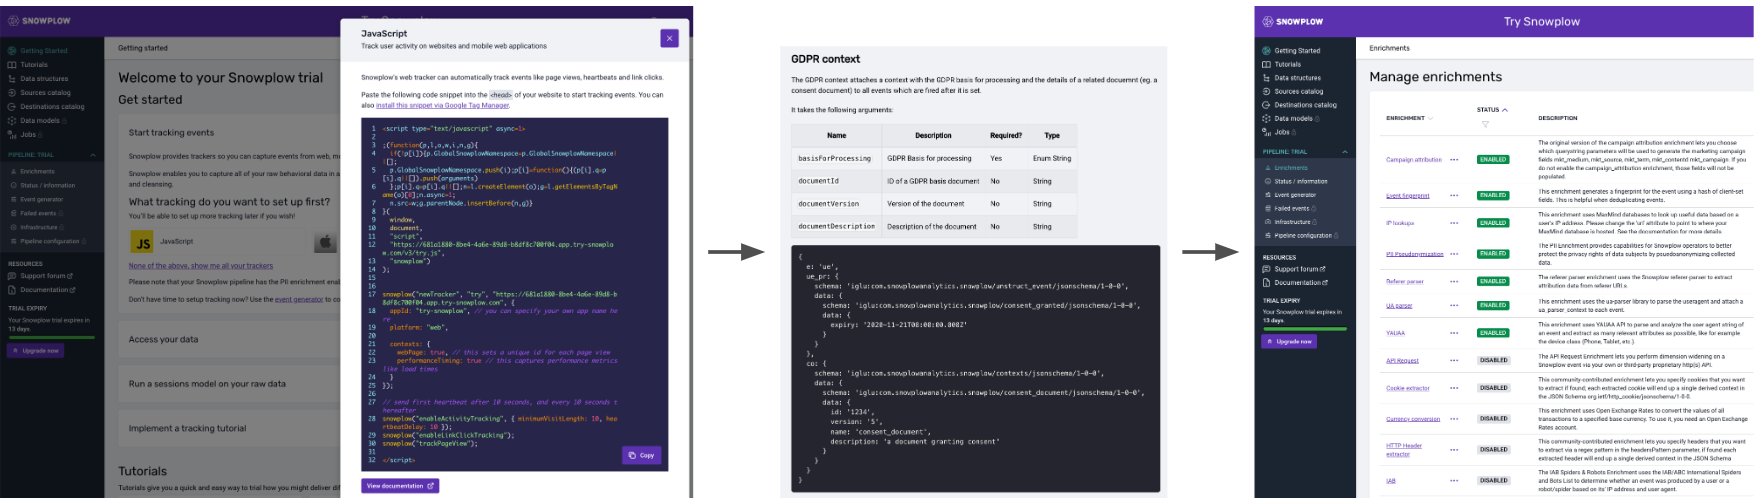 SNOWPLOW
Getting Started
Tutorials
Data structures
Sources catalog
Destinations catalog
Data models
Jobs
PIPELINE: TRIAL
Enrichments
Status / information
Event generator
Failed events
Infrastructure
Pipeline configuration
RESOURCES
Support forum
Documentation
TRIAL EXPIRY
Your Snowplow trial expires in
13 days.
Upgrade now
Getting started
Welcome to your Snowplow trial
Get started
Start tracking events
Snowplow provides trackers so you can capture events from web, m
Snowplow enables you to capture all of your raw behavioral data in a
and cleansing.
What tracking do you want to set up first?
You'll be able to set up more tracking later if you wish!
JS
JavaScript
None of the above, show me all your trackers
Please note that your Snowplow pipeline has the PII enrichment enab
Don't have time to setup tracking now? Use the event generator to co
Access your data
Run a sessions model on your raw data
Implement a tracking tutorial
Tutorials
Tutorials give you a quick and easy way to trial how you might deliver dif
JavaScript
Track user activity on websites and mobile web applications
Snowplow's web tracker can automatically track events like page views, heartbeats and link clicks.
Paste the following code snippet into the <head> of your website to start tracking events. You can
also install this snippet via Google Tag Manager.
1 <script type="text/javascript" async=1>
2
3 ;(function(p,l,o,w,i,n,g){
4 if(!p[i]){p.GlobalSnowplowNamespace=p.GlobalSnowplowNamespace|
|[];
5 p.GlobalSnowplowNamespace.push(i);p[i]=function(){(p[i].q=p
[i].q||[]).push(arguments)
6 };p[i].q=p[i].q||[];n=l.createElement(o);g=l.getElementsByTagN
ame(o)[0];n.async=1;
7 n.src=w;g.parentNode.insertBefore(n,g)}
8 }(
9 window,
10 document,
11 "script",
12 "https://681a1880-8be4-4a6e-89d8-b8df8c700f04.app.try-snowplo
w.com/v3/try.js",
13 "snowplow")
14 );
15
16
17 snowplow("newTracker", "try", "https://681a1880-8be4-4a6e-89d8-b
8df8c700f04.app.try-snowplow.com", {
18 appId: "try-snowplow", // you can specify your own app name he
re
19 platform: "web",
20
21 contexts: {
22 webPage: true, // this sets a unique id for each page view
23 performanceTiming: true // this captures performance metrics
like load times
24 }
25 });
26
27 // send first heartbeat after 10 seconds, and every 10 seconds t
hereafter
28 snowplow("enableActivityTracking", { minimumVisitLength: 10, hea
rtbeatDelay: 10 });
29 snowplow("enableLinkClickTracking");
30 snowplow("trackPageView");
31
32 </script>
Copy
View documentation
GDPR context
The GDPR context attaches a context with the GDPR basis for processing and the details of a related docuemnt (eg. a
consent document) to all events which are fired after it is set.
It takes the following arguments:
Name Description Required? Type
basisForProcessing GDPR Basis for processing Yes Enum String
documentId ID of a GDPR basis document No String
documentVersion Version of the document No String
documentDescription Description of the document No String
{
e: 'ue',
ue_pr: {
schema: 'iglu:com.snowplowanalytics.snowplow/unstruct_event/jsonschema/1-0-0',
data: {
schema: 'iglu:com.snowplowanalytics.snowplow/consent_granted/jsonschema/1-0-0',
data: {
expiry: '2020-11-21T08:00:00.000Z'
}
}
},
co: {
schema: 'iglu:com.snowplowanalytics.snowplow/contexts/jsonschema/1-0-0',
data: {
schema: 'iglu:com.snowplowanalytics.snowplow/consent_document/jsonschema/1-0-0',
data: {
id: '1234',
version: '5',
name: 'consent_document',
description: 'a document granting consent'
}
}
}
}
SNOWPLOW
Try Snowplow
Getting Started
Tutorials
Data structures
Sources catalog
Destinations catalog
Data models
Jobs
PIPELINE: TRIAL
Enrichments
Status / information
Event generator
Failed events
Infrastructure
Pipeline configuration
RESOURCES
Support forum
Documentation
TRIAL EXPIRY
Your Snowplow trial expires in
13 days.
Upgrade now
Enrichments
Manage enrichments
ENRICHMENT STATUS DESCRIPTION
Campaign attribution ENABLED The original version of the campaign attribution enrichment lets you choose
which querystring parameters will be used to generate the marketing campaign
fields mkt_medium, mkt_source, mkt_term, mkt_contentd mkt_campaign. If you
do not enable the campaign_attribution enrichment, those fields will not be
populated.
Event fingerprint ENABLED This enrichment generates a fingerprint for the event using a hash of client-set
fields. This is helpful when deduplicating events.
IP lookups ENABLED This enrichment uses MaxMind databases to look up useful data based on a
user's IP address. Please change the 'uri' attribute to point to where your
MaxMind database is hosted. See the documentation for more details.
PII Pseudonymization ENABLED The PII Enrichment provides capabilities for Snowplow operators to better
protect the privacy rights of data subjects by psuedoanonymizing collected
data.
Referer parser ENABLED The referer parser enrichment uses the Snowplow referer-parser to extract
attribution data from referer URLs.
UA parser ENABLED This enrichment uses the ua-parser library to parse the useragent and attach a
ua_parser_context to each event.
YAUAA ENABLED This enrichment uses YAUAA API to parse and analyze the user agent string of
an event and extract as many relevant attributes as possible, like for example
the device class (Phone, Tablet, etc.).
API Request DISABLED The API Request Enrichment lets you perform dimension widening on a
Snowplow event via your own or third-party proprietary http(s) API.
Cookie extractor DISABLED This community-contributed enrichment lets you specify cookies that you want
to extract if found; each extracted cookie will end up a single derived context in
the JSON Schema org.ietf/http_cookie/jsonschema/1-0-0.
Currency conversion DISABLED This enrichment uses Open Exchange Rates to convert the values of all
transactions to a specified base currency. To use it, you need an Open Exchange
Rates account.
HTTP Header
extractor DISABLED This community-contributed enrichment lets you specify headers that you want
to extract via a regex pattern in the headersPattern parameter, if found each
extracted header will end up a single derived context in the JSON Schema
IAB DISABLED The IAB Spiders & Robots Enrichment uses the IAB/ABC International Spiders
and Bots List to determine whether an event was produced by a user or a
robot/spider based on its' IP address and user agent.